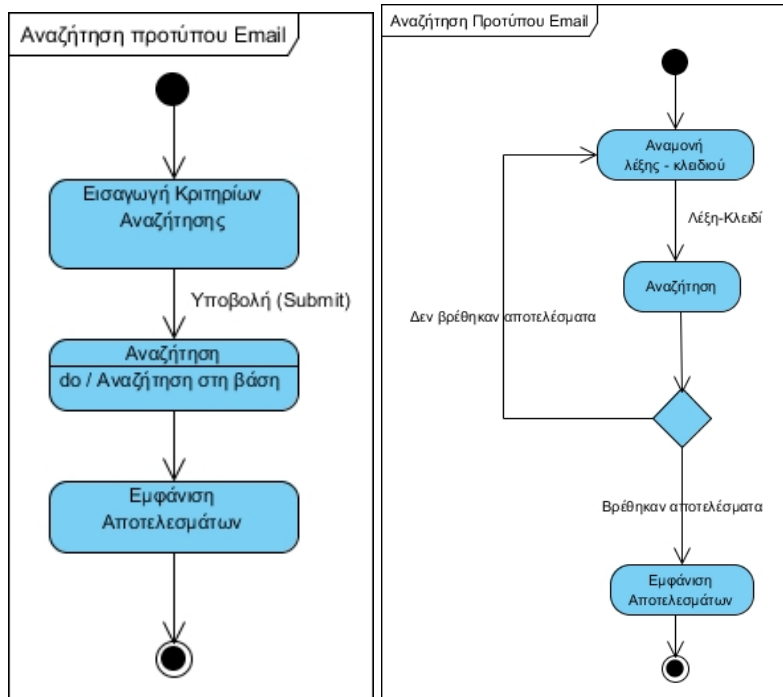 Αναζήτηση προτύπου Email
Εισαγωγή Κριτηρίων
Αναζήτησης
Υποβολή (Submit)
Αναζήτηση
do / Αναζήτηση στη βάση
Εμφάνιση
Αποτελεσμάτων
Αναζήτηση Προτύπου Email
Αναμονή
λέξης - κλειδιού
Λέξη-Κλειδί
Αναζήτηση
Δεν βρέθηκαν αποτελέσματα
Βρέθηκαν αποτελέσματα
Εμφάνιση
Αποτελεσμάτων